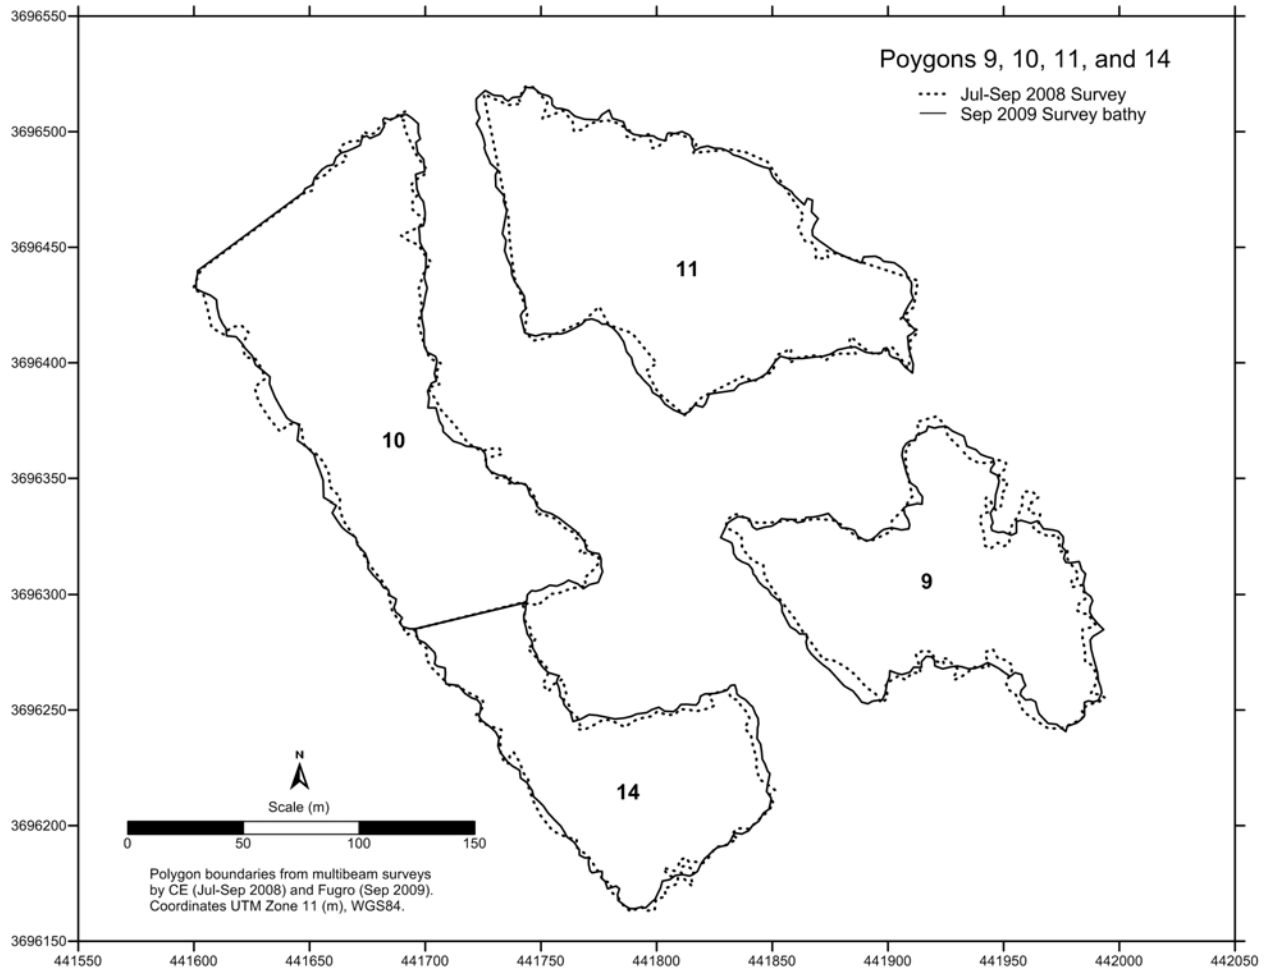 3696550
Poygons 9, 10, 11, and 14
Jul-Sep 2008 Survey
Sep 2009 Survey bathy
3696500
3696450
11
3696400
10
3696350
9
3696300
3696250
N
14
Scale (m)
3696200
0 50 100 150
Polygon boundaries from multibeam surveys
by CE (Jul-Sep 2008) and Fugro (Sep 2009).
Coordinates UTM Zone 11 (m), WGS84.
3696150
441550 441600 441650 441700 441750 441800 441850 441900 441950 442000 442050